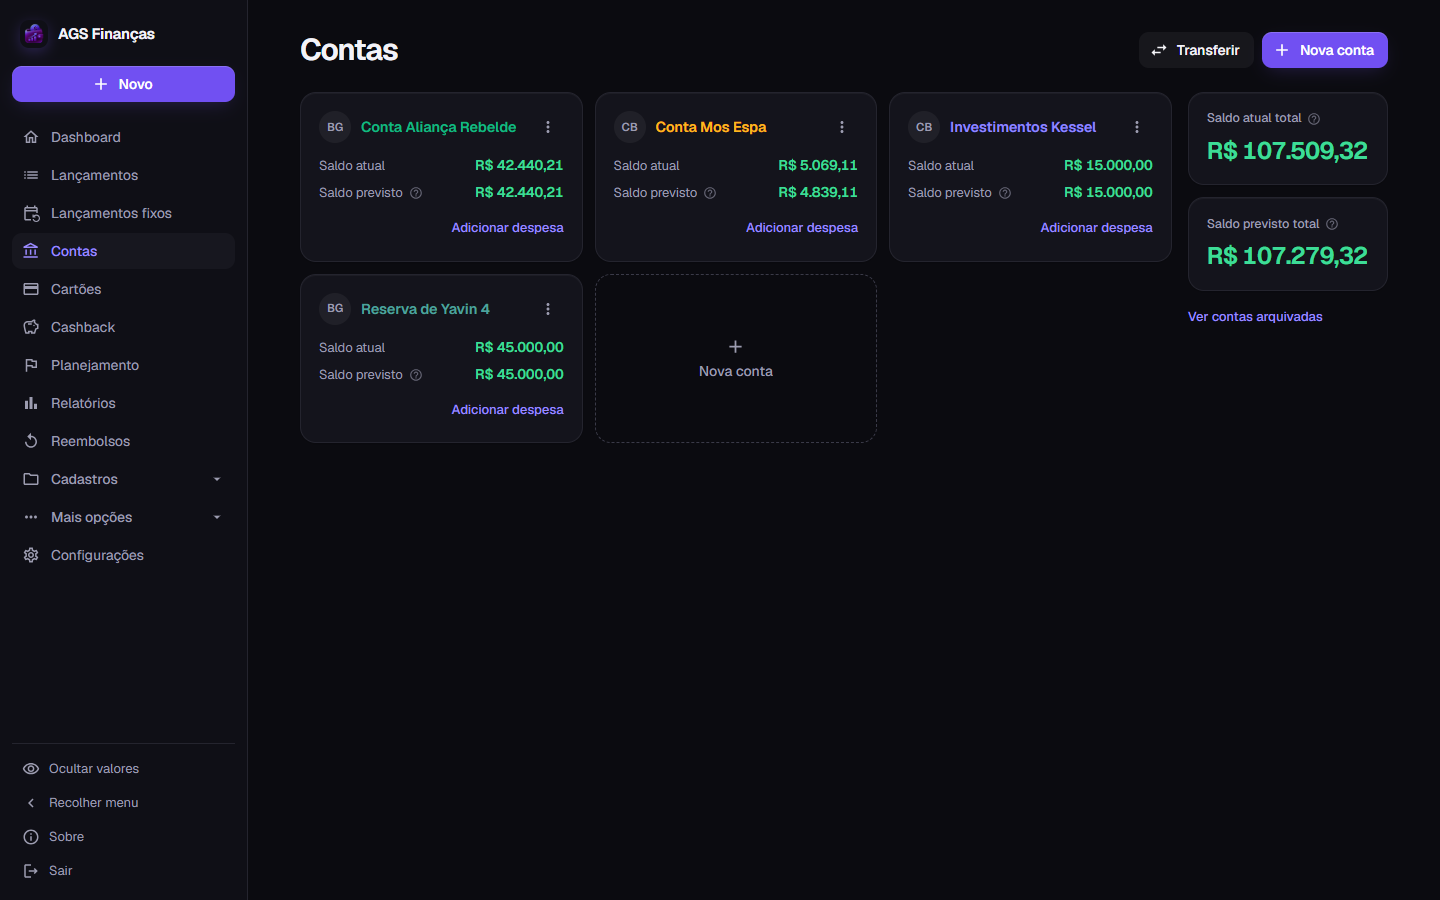 AGS Finanças
Novo
Dashboard
Lançamentos
Lançamentos fixos
Contas
Cartões
Cashback
Planejamento
Relatórios
Reembolsos
Cadastros
Mais opções
Configurações
Ocultar valores
Recolher menu
Sobre
Sair
Contas
Transferir
Nova conta
BG Conta Aliança Rebelde
Saldo atual R$ 42.440,21
Saldo previsto R$ 42.440,21
Adicionar despesa
CB Conta Mos Espa
Saldo atual R$ 5.069,11
Saldo previsto R$ 4.839,11
Adicionar despesa
CB Investimentos Kessel
Saldo atual R$ 15.000,00
Saldo previsto R$ 15.000,00
Adicionar despesa
BG Reserva de Yavin 4
Saldo atual R$ 45.000,00
Saldo previsto R$ 45.000,00
Adicionar despesa
Nova conta
Saldo atual total
R$ 107.509,32
Saldo previsto total
R$ 107.279,32
Ver contas arquivadas